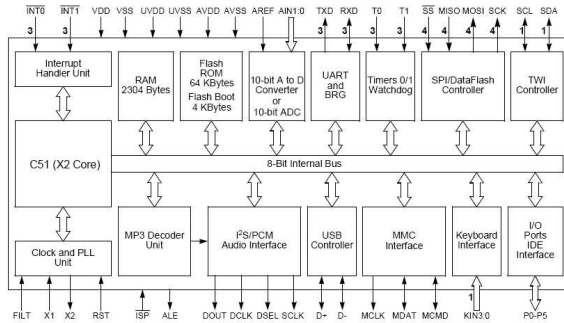 INT0 INT1 VDD VSS UVDD UVSS AVDD AVSS AREF AIN1:0 TXD RXD T0 T1 SS MISO MOSI SCK SCL SDA
3 3 3 3 3 3 4 4 4 4 1 1
Interrupt
Handler Unit
RAM
2304 Bytes
Flash
ROM
64 KBytes
Flash Boot
4 KBytes
10-bit A to D
Converter
or
10-bit ADC
UART
and
BRG
Timers 0/1
Watchdog
SPI/DataFlash
Controller
TWI
Controller
C51 (X2 Core)
8-Bit Internal Bus
Clock and PLL
Unit
MP3 Decoder
Unit
I²S/PCM
Audio Interface
USB
Controller
MMC
Interface
Keyboard
Interface
I/O
Ports
IDE
Interface
1
FILT X1 X2 RST ISP ALE DOUT DCLK DSEL SCLK D+ D- MCLK MDAT MCMD KIN3:0 P0-P5